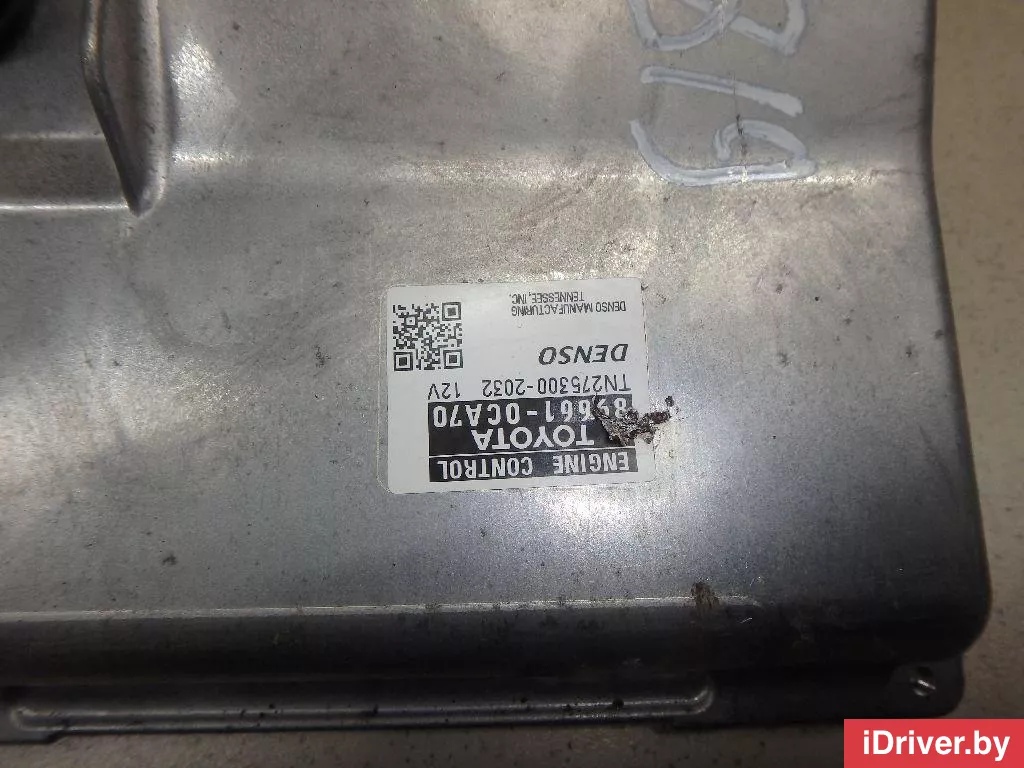 ENGINE CONTROL
TOYOTA
89661-0CA70
TN275300-2032 12V
DENSO
DENSO MANUFACTURING
TENNESSEE, INC.
iDriver.by